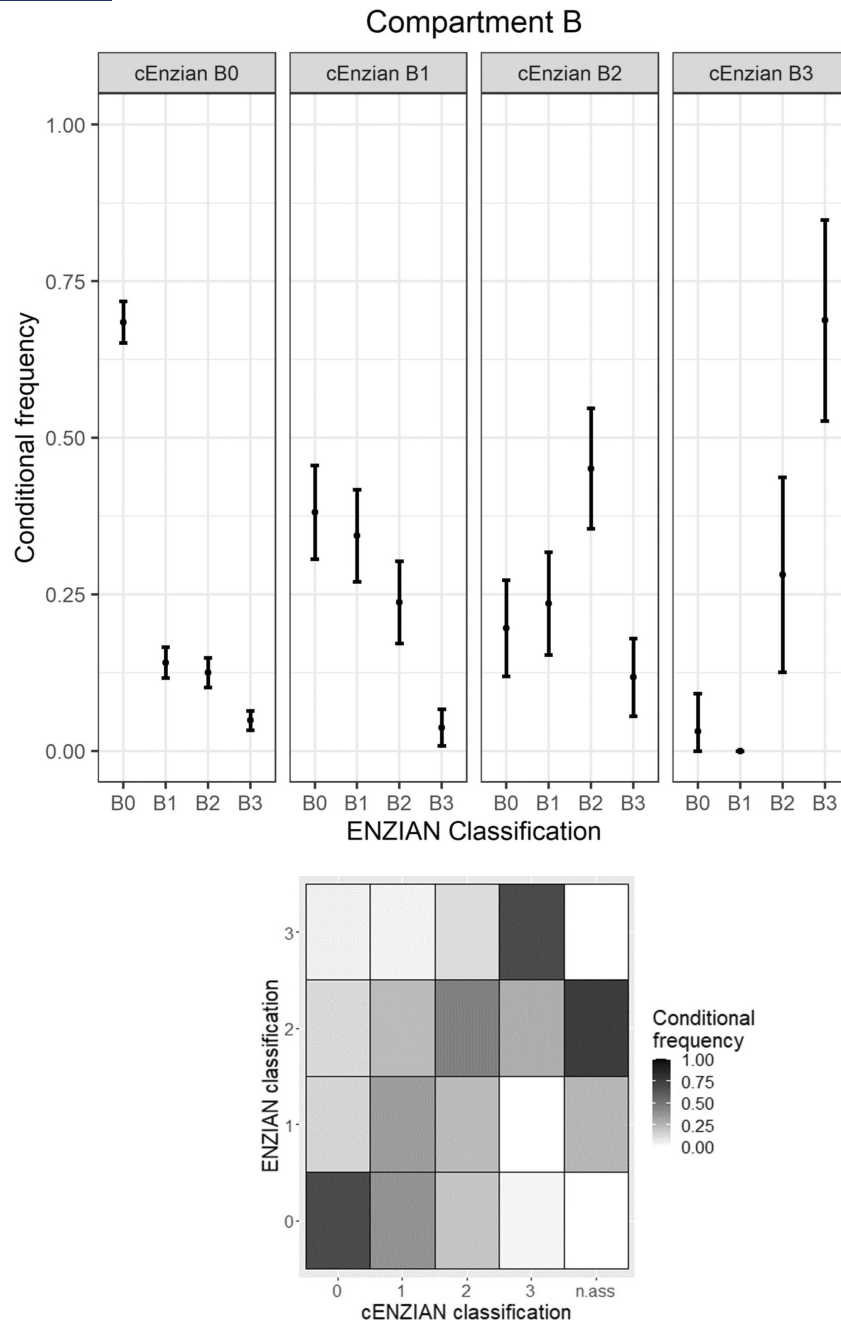 Compartment B
cEnzian B0 cEnzian B1 cEnzian B2 cEnzian B3
1.00
0.75
0.50
0.25
0.00
Conditional frequency
B0 B1 B2 B3 B0 B1 B2 B3 B0 B1 B2 B3 B0 B1 B2 B3
ENZIAN Classification
3
2
1
0
ENZIAN classification
0 1 2 3 n.ass
cENZIAN classification
Conditional
frequency
1.00
0.75
0.50
0.25
0.00